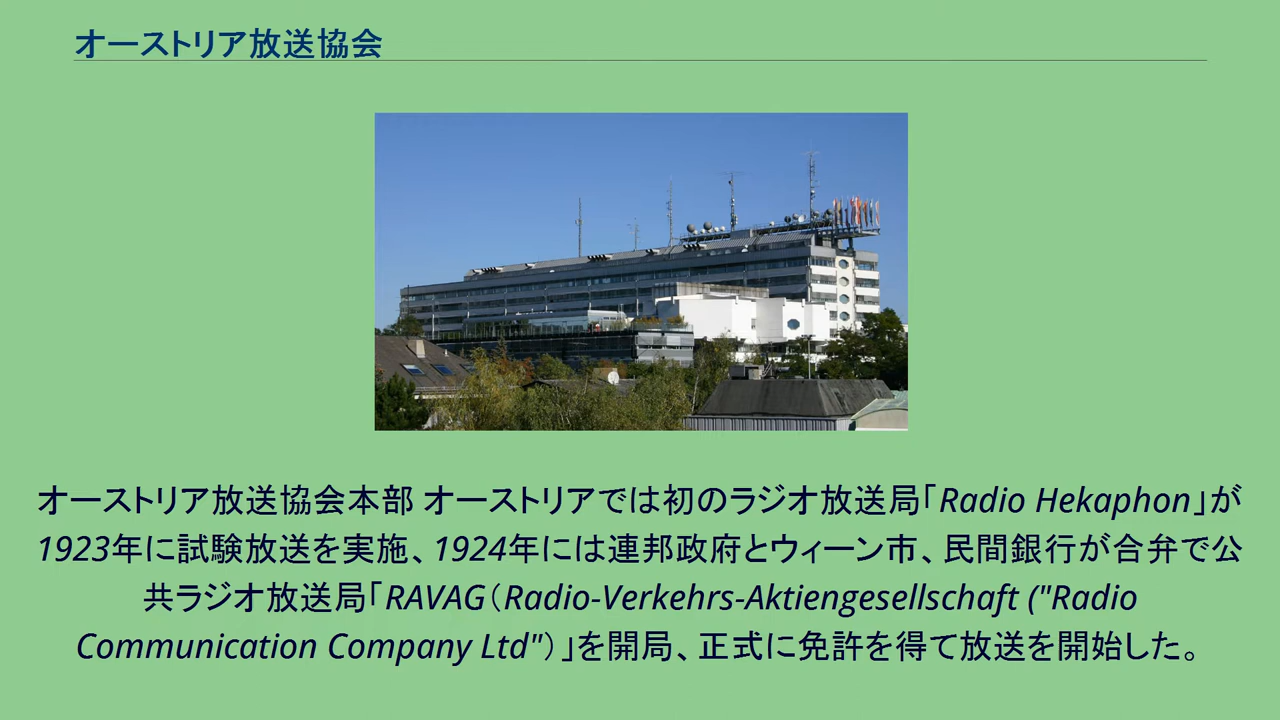 オーストリア放送協会
オーストリア放送協会本部 オーストリアでは初のラジオ放送局「Radio Hekaphon」が
1923年に試験放送を実施、1924年には連邦政府とウィーン市、民間銀行が合弁で公
共ラジオ放送局「RAVAG（Radio-Verkehrs-Aktiengesellschaft ("Radio
Communication Company Ltd"）」を開局、正式に免許を得て放送を開始した。